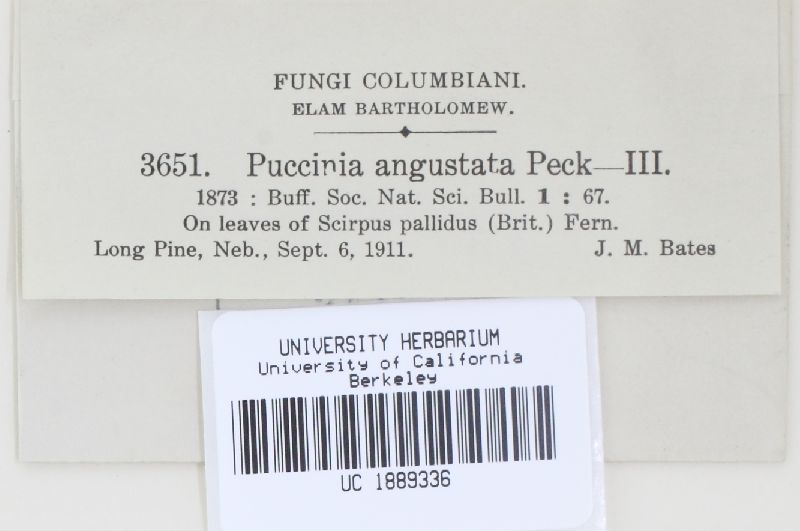 FUNGI COLUMBIANI.
ELAM BARTHOLOMEW.
3651. Puccinia angustata Peck—III.
1873 : Buff. Soc. Nat. Sci. Bull. 1 : 67.
On leaves of Scirpus pallidus (Brit.) Fern.
Long Pine, Neb., Sept. 6, 1911. J. M. Bates
UNIVERSITY HERBARIUM
University of California
Berkeley
UC 1889336